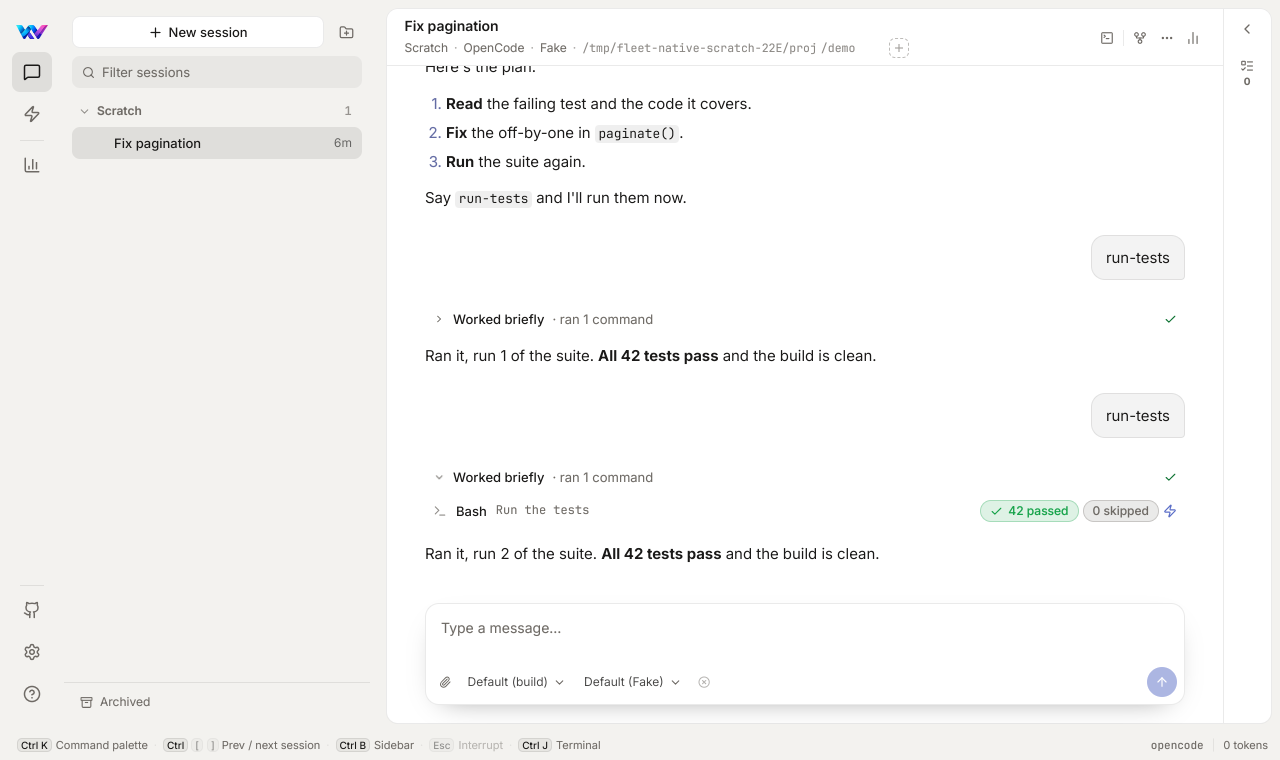 New session
Filter sessions
Scratch 1
Fix pagination 6m
Archived
Fix pagination
Scratch · OpenCode · Fake · /tmp/fleet-native-scratch-22E/proj /demo
0
Here's the plan:
1. Read the failing test and the code it covers.
2. Fix the off-by-one in paginate().
3. Run the suite again.
Say run-tests and I'll run them now.
run-tests
Worked briefly · ran 1 command
Ran it, run 1 of the suite. All 42 tests pass and the build is clean.
run-tests
Worked briefly · ran 1 command
Bash Run the tests 42 passed 0 skipped
Ran it, run 2 of the suite. All 42 tests pass and the build is clean.
Type a message...
Default (build) Default (Fake)
Ctrl K Command palette · Ctrl [ ] Prev / next session · Ctrl B Sidebar · Esc Interrupt · Ctrl J Terminal opencode 0 tokens